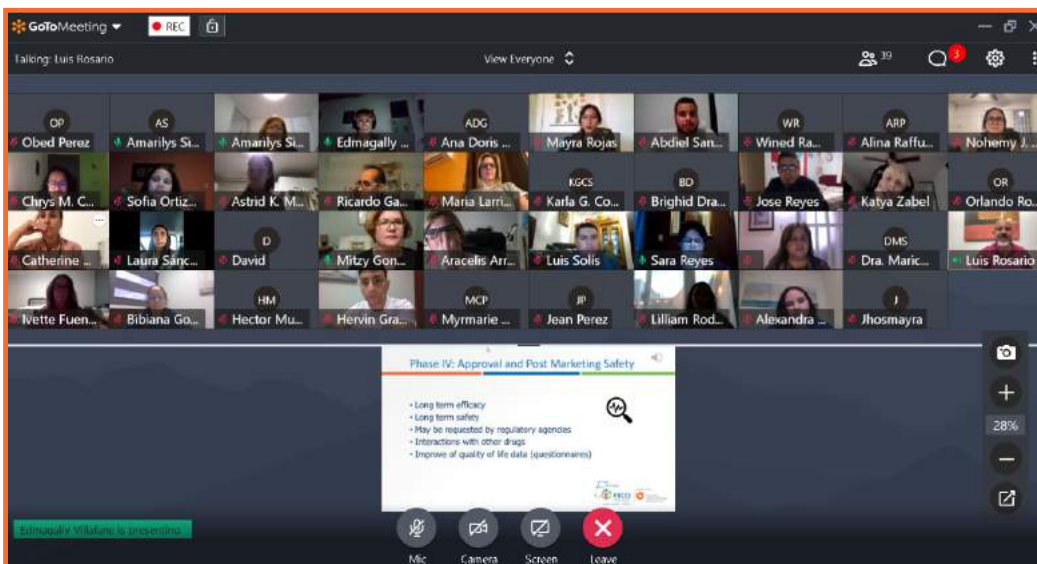 GoToMeeting
REC
Talking: Luis Rosario
View Everyone
39
3
OP
AS
ADG
WR
ARP
Obed Perez
Amarilys Si...
Amarilys Si...
Edmagally ...
Ana Doris ...
Mayra Rojas
Abdiel San...
Wined Ra...
Alina Raffu...
Nohemy J. ...
KGCS
BD
OR
Chrys M. C...
Sofia Ortiz...
Astrid K. M...
Ricardo Ga...
Maria Larri...
Karla G. Co...
Brighid Dra...
Jose Reyes
Katya Zabel
Orlando Ro...
D
DMS
Catherine ...
Laura Sánc...
David
Mitzy Gon...
Aracelis Arr...
Luis Solis
Sara Reyes
Dra. Maric...
Luis Rosario
HM
MCP
JP
J
Ivette Fuen...
Bibiana Go...
Hector Mu...
Hervin Gra...
Myrmarie ...
Jean Perez
Lilliam Rod...
Alexandra ...
Jhosmayra
Phase IV: Approval and Post Marketing Safety
• Long term efficacy
• Long term safety
• May be requested by regulatory agencies
• Interactions with other drugs
• Improve of quality of life data (questionnaires)
28%
Edmagally Villafane is presenting
Mic
Camera
Screen
Leave